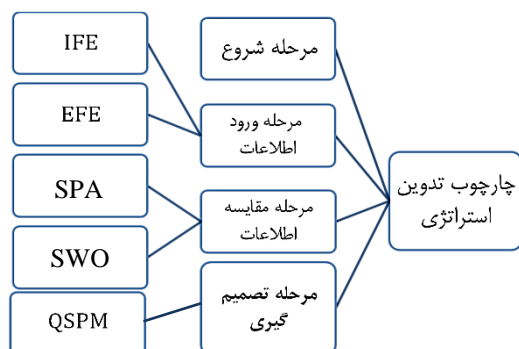 چارچوب تدوین
استراتژی
مرحله شروع
مرحله ورود
اطلاعات
مرحله مقایسه
اطلاعات
مرحله تصمیم
گیری
IFE
EFE
SPA
SWO
QSPM